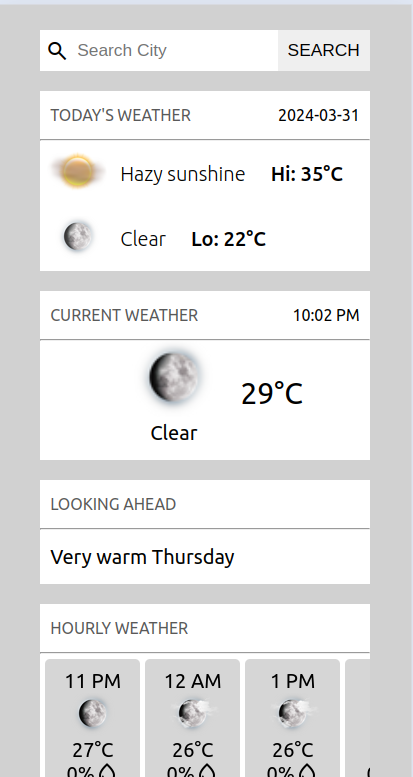 Search City SEARCH
TODAY'S WEATHER 2024-03-31
Hazy sunshine Hi: 35°C
Clear Lo: 22°C
CURRENT WEATHER 10:02 PM
29°C
Clear
LOOKING AHEAD
Very warm Thursday
HOURLY WEATHER
11 PM 12 AM 1 PM
27°C 26°C 26°C
0% 0% 0%